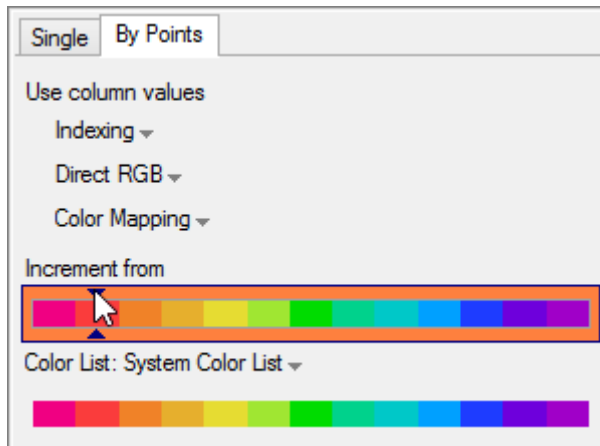 Single By Points
Use column values
Indexing
Direct RGB
Color Mapping
Increment from
Color List: System Color List